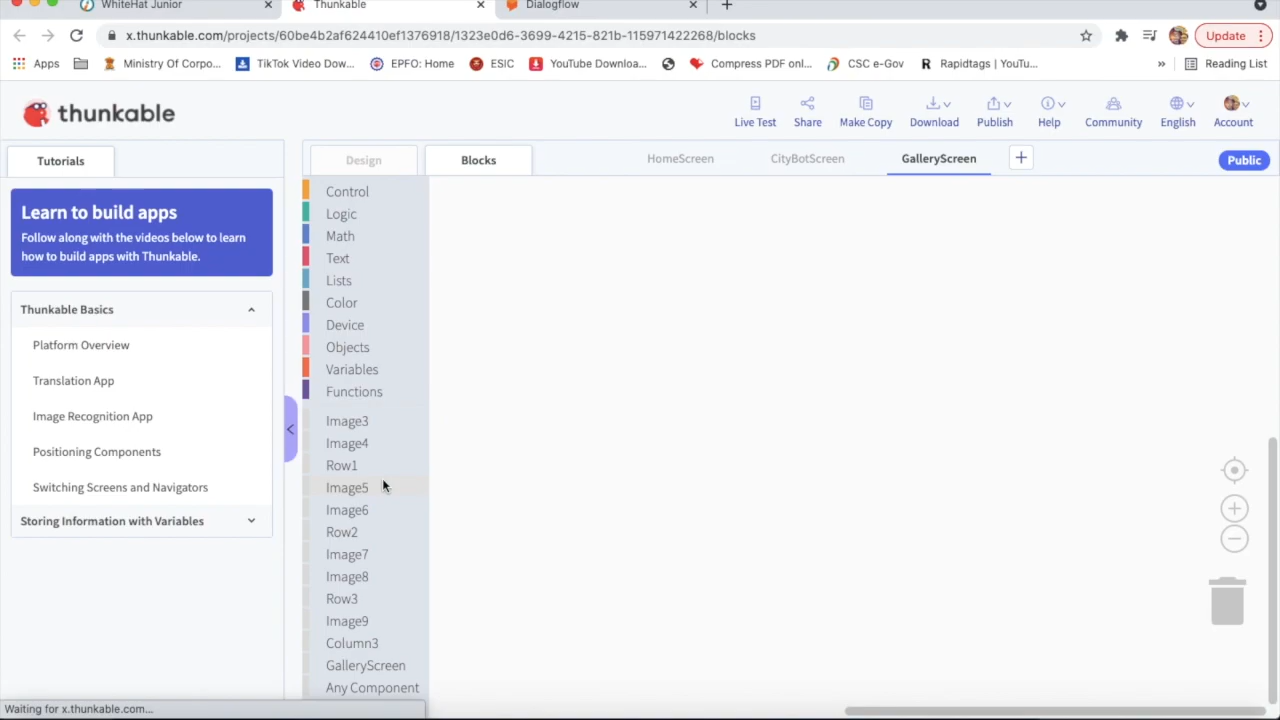 WhiteHat Junior
Thunkable
Dialogflow
x.thunkable.com/projects/60be4b2af624410ef1376918/1323e0d6-3699-4215-821b-115971422268/blocks
Update
Apps
Ministry Of Corpo...
TikTok Video Dow...
EPFO: Home
ESIC
YouTube Downloa...
Compress PDF onl...
CSC e-Gov
Rapidtags | YouTu...
»
Reading List
thunkable
Live Test
Share
Make Copy
Download
Publish
Help
Community
English
Account
Tutorials
Design
Blocks
HomeScreen
CityBotScreen
GalleryScreen
Public
Learn to build apps
Follow along with the videos below to learn
how to build apps with Thunkable.
Thunkable Basics
Platform Overview
Translation App
Image Recognition App
Positioning Components
Switching Screens and Navigators
Storing Information with Variables
Control
Logic
Math
Text
Lists
Color
Device
Objects
Variables
Functions
Image3
Image4
Row1
Image5
Image6
Row2
Image7
Image8
Row3
Image9
Column3
GalleryScreen
Any Component
Waiting for x.thunkable.com...